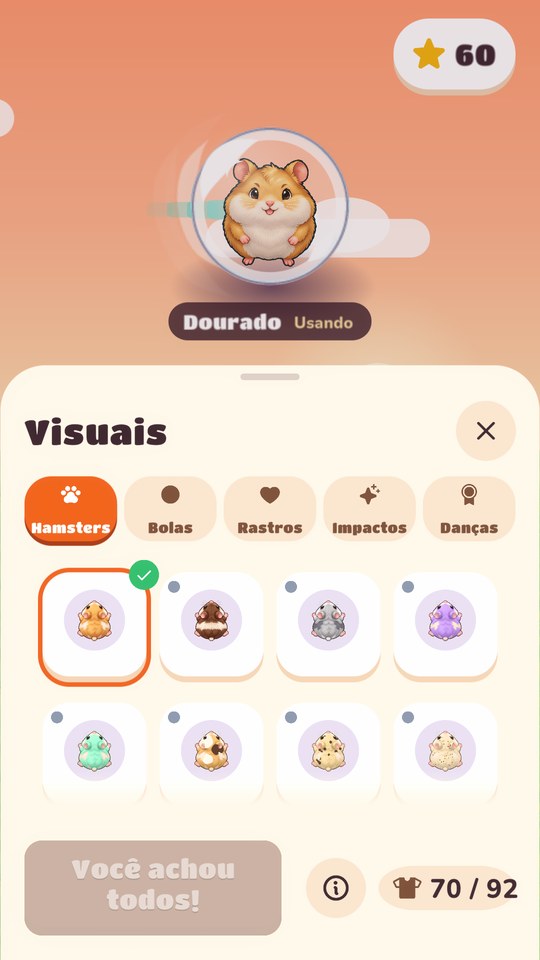 60
Dourado Usando
Visuais
Hamsters Bolas Rastros Impactos Danças
Você achou
todos!
70 / 92